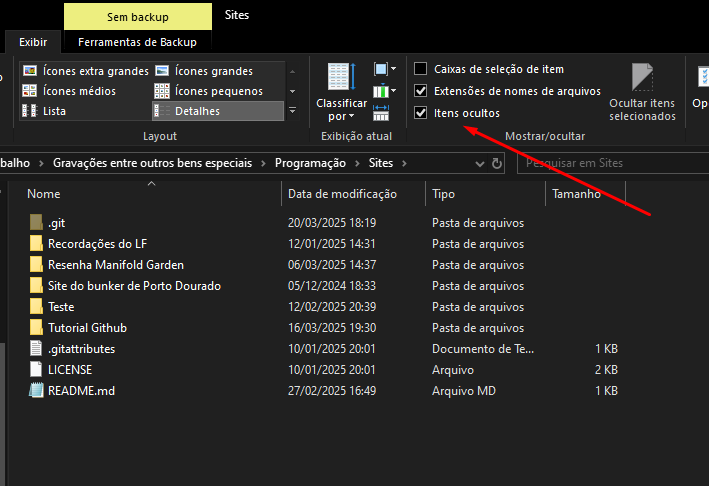 Sem backup
Sites
Exibir
Ferramentas de Backup
Ícones extra grandes
Ícones grandes
Ícones médios
Ícones pequenos
Lista
Detalhes
Classificar por
Caixas de seleção de item
Extensões de nomes de arquivos
Itens ocultos
Ocultar itens selecionados
Op
Layout
Exibição atual
Mostrar/ocultar
balho > Gravações entre outros bens especiais > Programação > Sites >
Pesquisar em Sites
Nome Data de modificação Tipo Tamanho
.git 20/03/2025 18:19 Pasta de arquivos
Recordações do LF 12/01/2025 14:31 Pasta de arquivos
Resenha Manifold Garden 06/03/2025 14:37 Pasta de arquivos
Site do bunker de Porto Dourado 05/12/2024 18:33 Pasta de arquivos
Teste 12/02/2025 20:39 Pasta de arquivos
Tutorial Github 16/03/2025 19:30 Pasta de arquivos
.gitattributes 10/01/2025 20:01 Documento de Te... 1 KB
LICENSE 10/01/2025 20:01 Arquivo 2 KB
README.md 27/02/2025 16:49 Arquivo MD 1 KB